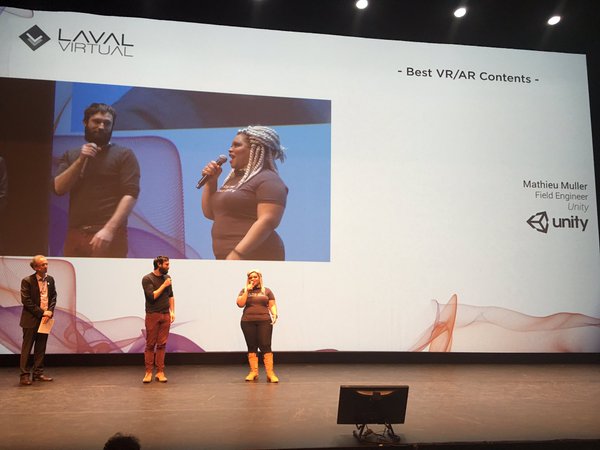 LAVAL
VIRTUAL
- Best VR/AR Contents -
Mathieu Muller
Field Engineer
Unity
unity